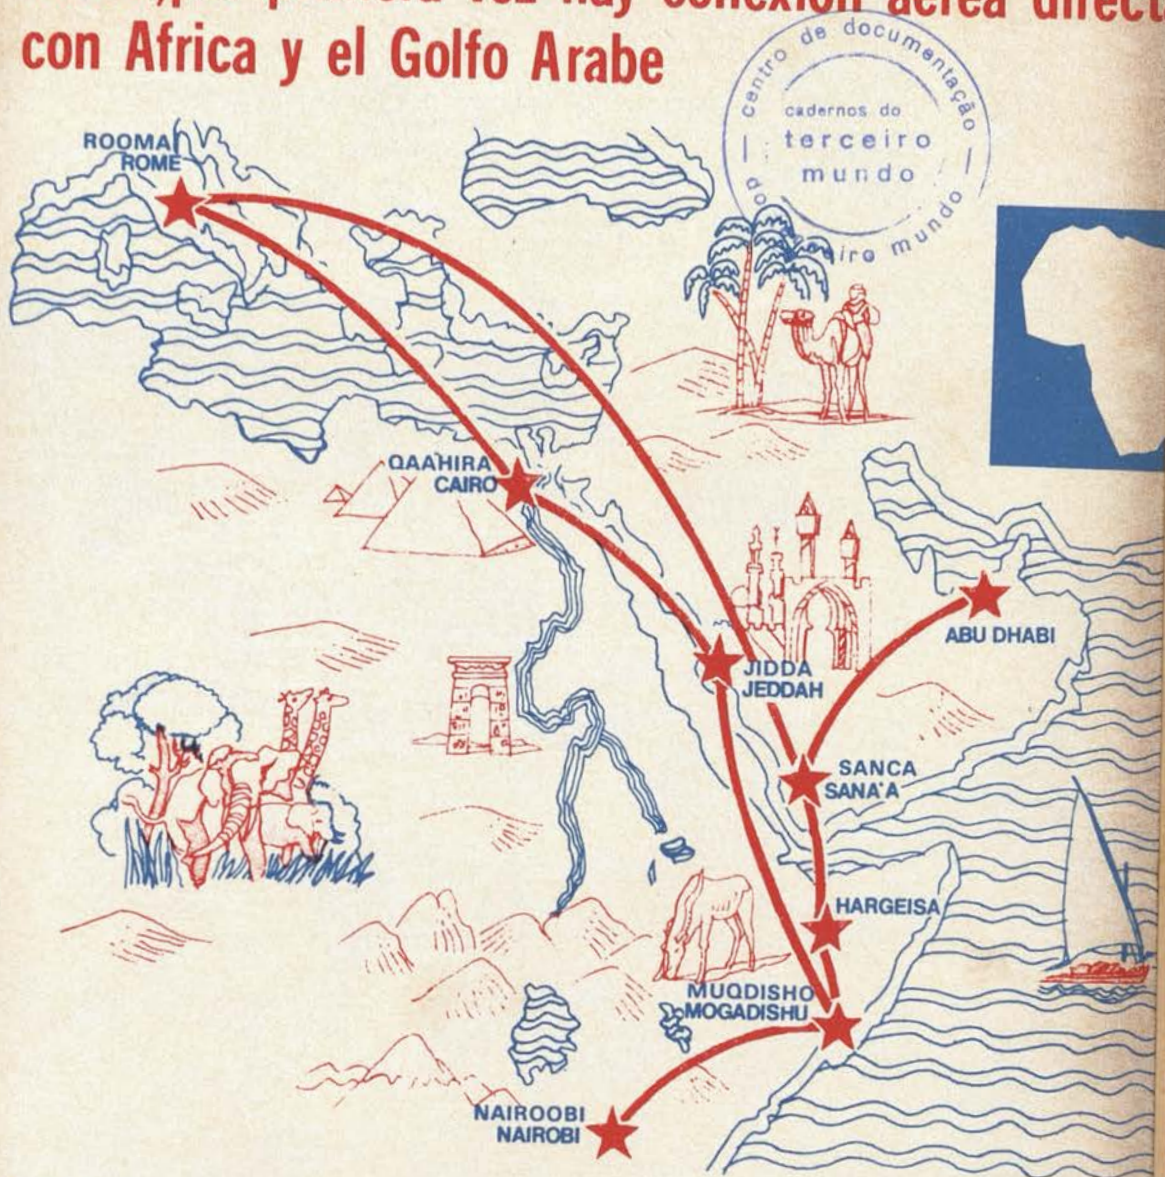 con Africa y el Golfo Arabe
centro de documentação
cadernos do
terceiro
mundo
mundo
ROOMA
ROME
QAAHIRA
CAIRO
ABU DHABI
JIDDA
JEDDAH
SANCA
SANA'A
HARGEISA
MUQDISHO
MOGADISHU
NAIROOBI
NAIROBI